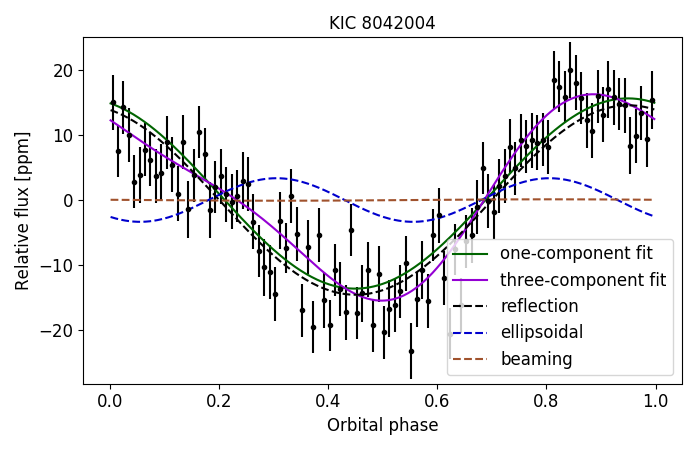 KIC 8042004
Relative flux [ppm]
20
10
0
−10
−20
one-component fit
three-component fit
reflection
ellipsoidal
beaming
0.0 0.2 0.4 0.6 0.8 1.0
Orbital phase